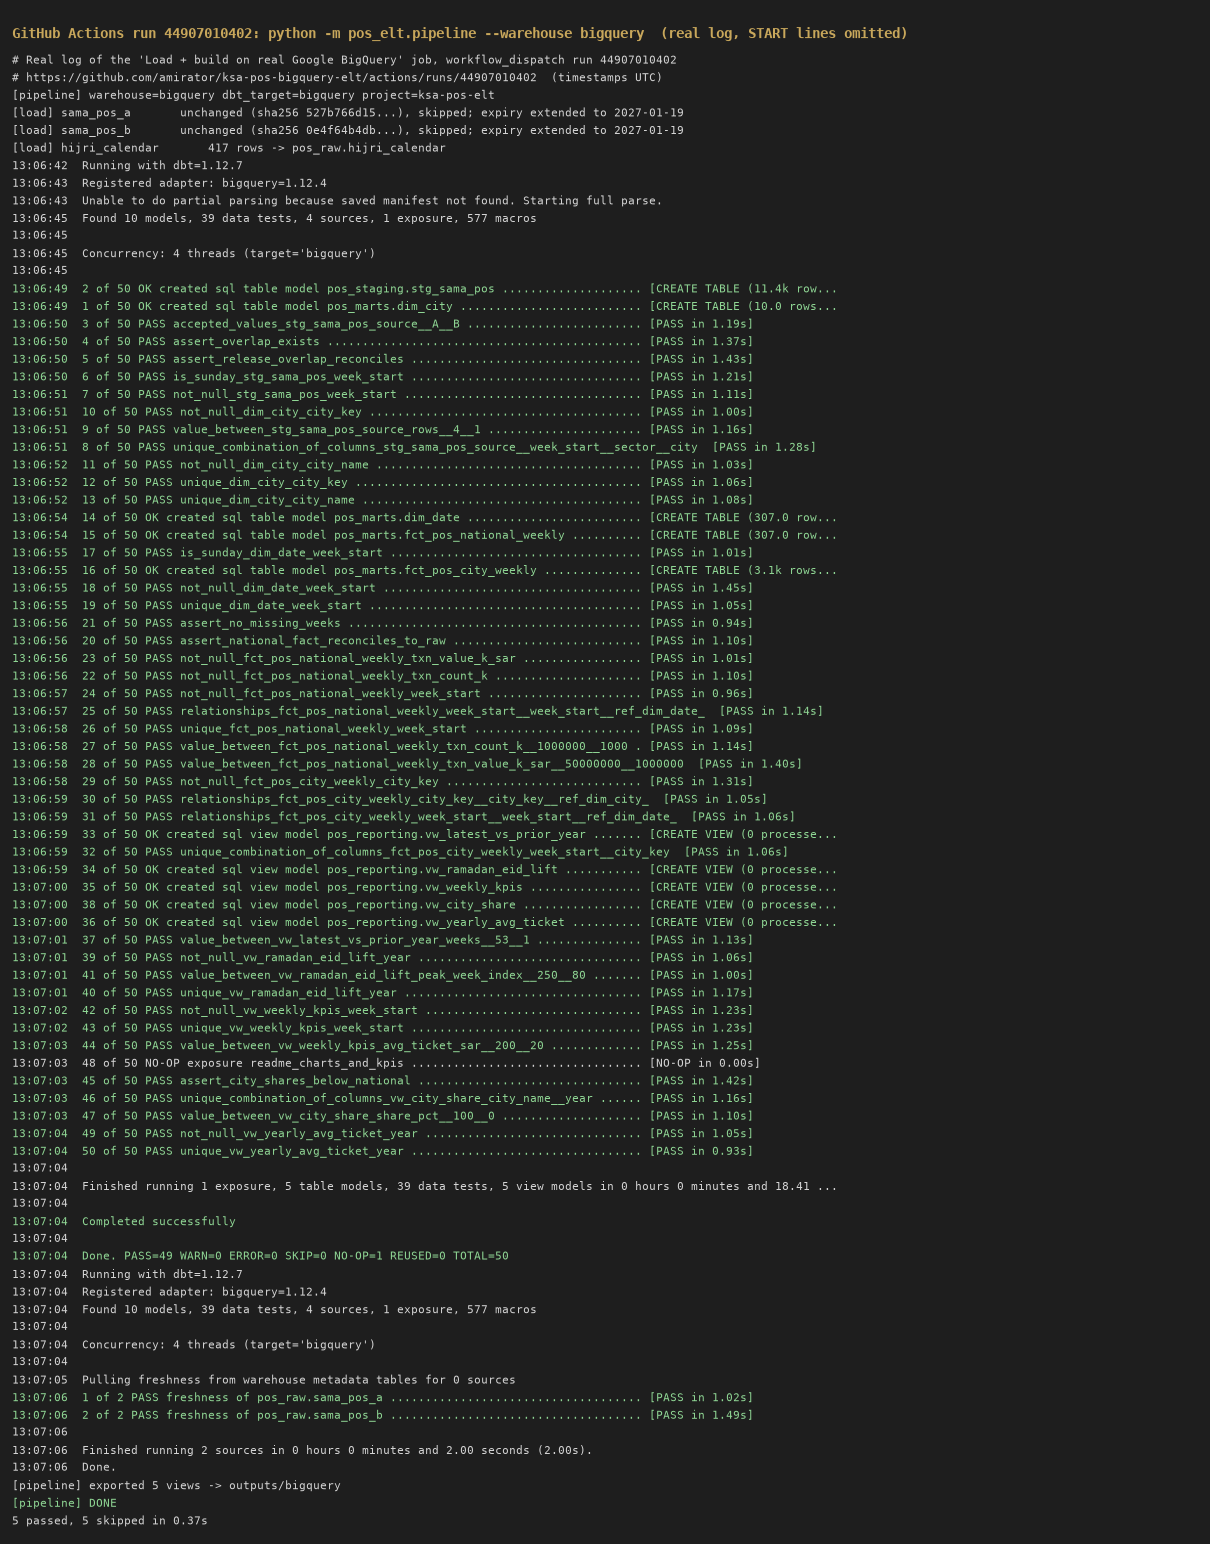 GitHub Actions run 44907010402: python -m pos_elt.pipeline --warehouse bigquery  (real log, START lines omitted)
# Real log of the 'Load + build on real Google BigQuery' job, workflow_dispatch run 44907010402
# https://github.com/amirator/ksa-pos-bigquery-elt/actions/runs/44907010402  (timestamps UTC)
[pipeline] warehouse=bigquery dbt_target=bigquery project=ksa-pos-elt
[load] sama_pos_a       unchanged (sha256 527b766d15...), skipped; expiry extended to 2027-01-19
[load] sama_pos_b       unchanged (sha256 0e4f64b4db...), skipped; expiry extended to 2027-01-19
[load] hijri_calendar       417 rows -> pos_raw.hijri_calendar
13:06:42  Running with dbt=1.12.7
13:06:43  Registered adapter: bigquery=1.12.4
13:06:43  Unable to do partial parsing because saved manifest not found. Starting full parse.
13:06:45  Found 10 models, 39 data tests, 4 sources, 1 exposure, 577 macros
13:06:45
13:06:45  Concurrency: 4 threads (target='bigquery')
13:06:45
13:06:49  2 of 50 OK created sql table model pos_staging.stg_sama_pos .................... [CREATE TABLE (11.4k row...
13:06:49  1 of 50 OK created sql table model pos_marts.dim_city .......................... [CREATE TABLE (10.0 rows...
13:06:50  3 of 50 PASS accepted_values_stg_sama_pos_source__A__B ......................... [PASS in 1.19s]
13:06:50  4 of 50 PASS assert_overlap_exists ............................................. [PASS in 1.37s]
13:06:50  5 of 50 PASS assert_release_overlap_reconciles ................................. [PASS in 1.43s]
13:06:50  6 of 50 PASS is_sunday_stg_sama_pos_week_start ................................. [PASS in 1.21s]
13:06:51  7 of 50 PASS not_null_stg_sama_pos_week_start .................................. [PASS in 1.11s]
13:06:51  10 of 50 PASS not_null_dim_city_city_key ....................................... [PASS in 1.00s]
13:06:51  9 of 50 PASS value_between_stg_sama_pos_source_rows__4__1 ...................... [PASS in 1.16s]
13:06:51  8 of 50 PASS unique_combination_of_columns_stg_sama_pos_source__week_start__sector__city  [PASS in 1.28s]
13:06:52  11 of 50 PASS not_null_dim_city_city_name ...................................... [PASS in 1.03s]
13:06:52  12 of 50 PASS unique_dim_city_city_key ......................................... [PASS in 1.06s]
13:06:52  13 of 50 PASS unique_dim_city_city_name ........................................ [PASS in 1.08s]
13:06:54  14 of 50 OK created sql table model pos_marts.dim_date ......................... [CREATE TABLE (307.0 row...
13:06:54  15 of 50 OK created sql table model pos_marts.fct_pos_national_weekly .......... [CREATE TABLE (307.0 row...
13:06:55  17 of 50 PASS is_sunday_dim_date_week_start .................................... [PASS in 1.01s]
13:06:55  16 of 50 OK created sql table model pos_marts.fct_pos_city_weekly .............. [CREATE TABLE (3.1k rows...
13:06:55  18 of 50 PASS not_null_dim_date_week_start ..................................... [PASS in 1.45s]
13:06:55  19 of 50 PASS unique_dim_date_week_start ....................................... [PASS in 1.05s]
13:06:56  21 of 50 PASS assert_no_missing_weeks .......................................... [PASS in 0.94s]
13:06:56  20 of 50 PASS assert_national_fact_reconciles_to_raw ........................... [PASS in 1.10s]
13:06:56  23 of 50 PASS not_null_fct_pos_national_weekly_txn_value_k_sar ................. [PASS in 1.01s]
13:06:56  22 of 50 PASS not_null_fct_pos_national_weekly_txn_count_k ..................... [PASS in 1.10s]
13:06:57  24 of 50 PASS not_null_fct_pos_national_weekly_week_start ...................... [PASS in 0.96s]
13:06:57  25 of 50 PASS relationships_fct_pos_national_weekly_week_start__week_start__ref_dim_date_  [PASS in 1.14s]
13:06:58  26 of 50 PASS unique_fct_pos_national_weekly_week_start ........................ [PASS in 1.09s]
13:06:58  27 of 50 PASS value_between_fct_pos_national_weekly_txn_count_k__1000000__1000 . [PASS in 1.14s]
13:06:58  28 of 50 PASS value_between_fct_pos_national_weekly_txn_value_k_sar__50000000__1000000  [PASS in 1.40s]
13:06:58  29 of 50 PASS not_null_fct_pos_city_weekly_city_key ............................ [PASS in 1.31s]
13:06:59  30 of 50 PASS relationships_fct_pos_city_weekly_city_key__city_key__ref_dim_city_  [PASS in 1.05s]
13:06:59  31 of 50 PASS relationships_fct_pos_city_weekly_week_start__week_start__ref_dim_date_  [PASS in 1.06s]
13:06:59  33 of 50 OK created sql view model pos_reporting.vw_latest_vs_prior_year ....... [CREATE VIEW (0 processe...
13:06:59  32 of 50 PASS unique_combination_of_columns_fct_pos_city_weekly_week_start__city_key  [PASS in 1.06s]
13:06:59  34 of 50 OK created sql view model pos_reporting.vw_ramadan_eid_lift ........... [CREATE VIEW (0 processe...
13:07:00  35 of 50 OK created sql view model pos_reporting.vw_weekly_kpis ................ [CREATE VIEW (0 processe...
13:07:00  38 of 50 OK created sql view model pos_reporting.vw_city_share ................. [CREATE VIEW (0 processe...
13:07:00  36 of 50 OK created sql view model pos_reporting.vw_yearly_avg_ticket .......... [CREATE VIEW (0 processe...
13:07:01  37 of 50 PASS value_between_vw_latest_vs_prior_year_weeks__53__1 ............... [PASS in 1.13s]
13:07:01  39 of 50 PASS not_null_vw_ramadan_eid_lift_year ................................ [PASS in 1.06s]
13:07:01  41 of 50 PASS value_between_vw_ramadan_eid_lift_peak_week_index__250__80 ....... [PASS in 1.00s]
13:07:01  40 of 50 PASS unique_vw_ramadan_eid_lift_year .................................. [PASS in 1.17s]
13:07:02  42 of 50 PASS not_null_vw_weekly_kpis_week_start ............................... [PASS in 1.23s]
13:07:02  43 of 50 PASS unique_vw_weekly_kpis_week_start ................................. [PASS in 1.23s]
13:07:03  44 of 50 PASS value_between_vw_weekly_kpis_avg_ticket_sar__200__20 ............. [PASS in 1.25s]
13:07:03  48 of 50 NO-OP exposure readme_charts_and_kpis ................................. [NO-OP in 0.00s]
13:07:03  45 of 50 PASS assert_city_shares_below_national ................................ [PASS in 1.42s]
13:07:03  46 of 50 PASS unique_combination_of_columns_vw_city_share_city_name__year ...... [PASS in 1.16s]
13:07:03  47 of 50 PASS value_between_vw_city_share_share_pct__100__0 .................... [PASS in 1.10s]
13:07:04  49 of 50 PASS not_null_vw_yearly_avg_ticket_year ............................... [PASS in 1.05s]
13:07:04  50 of 50 PASS unique_vw_yearly_avg_ticket_year ................................. [PASS in 0.93s]
13:07:04
13:07:04  Finished running 1 exposure, 5 table models, 39 data tests, 5 view models in 0 hours 0 minutes and 18.41 ...
13:07:04
13:07:04  Completed successfully
13:07:04
13:07:04  Done. PASS=49 WARN=0 ERROR=0 SKIP=0 NO-OP=1 REUSED=0 TOTAL=50
13:07:04  Running with dbt=1.12.7
13:07:04  Registered adapter: bigquery=1.12.4
13:07:04  Found 10 models, 39 data tests, 4 sources, 1 exposure, 577 macros
13:07:04
13:07:04  Concurrency: 4 threads (target='bigquery')
13:07:04
13:07:05  Pulling freshness from warehouse metadata tables for 0 sources
13:07:06  1 of 2 PASS freshness of pos_raw.sama_pos_a .................................... [PASS in 1.02s]
13:07:06  2 of 2 PASS freshness of pos_raw.sama_pos_b .................................... [PASS in 1.49s]
13:07:06
13:07:06  Finished running 2 sources in 0 hours 0 minutes and 2.00 seconds (2.00s).
13:07:06  Done.
[pipeline] exported 5 views -> outputs/bigquery
[pipeline] DONE
5 passed, 5 skipped in 0.37s